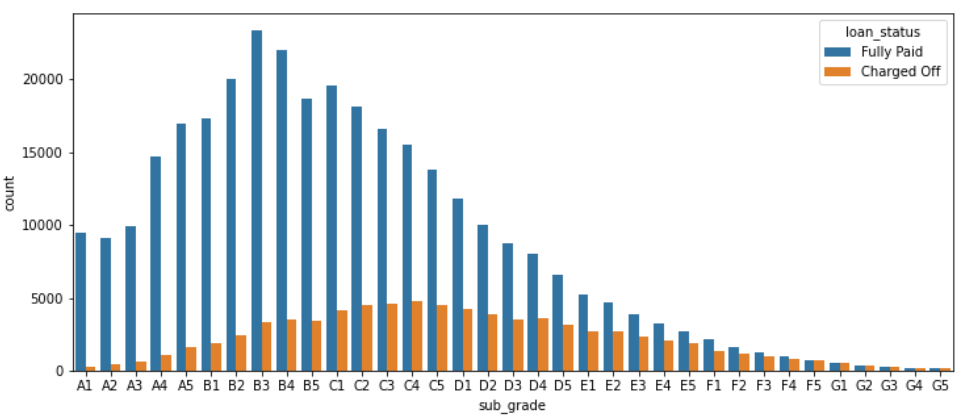 loan_status
Fully Paid
Charged Off
20000
15000
10000
5000
0
count
A1 A2 A3 A4 A5 B1 B2 B3 B4 B5 C1 C2 C3 C4 C5 D1 D2 D3 D4 D5 E1 E2 E3 E4 E5 F1 F2 F3 F4 F5 G1 G2 G3 G4 G5
sub_grade